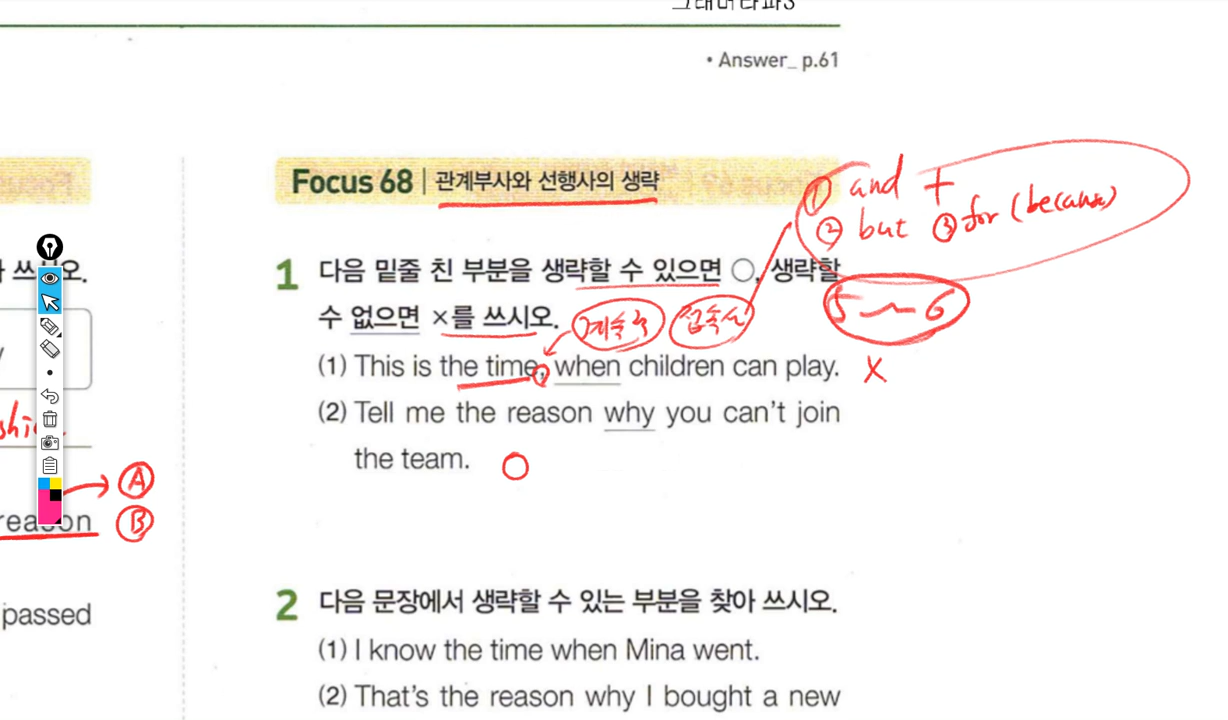 • Answer_ p.61
Focus 68 | 관계부사와 선행사의 생략
① and +
② but ③ for (because)
1 다음 밑줄 친 부분을 생략할 수 있으면 ○, 생략할
수 없으면 ×를 쓰시오.
계속
접속사
5~6
(1) This is the time, when children can play. X
(2) Tell me the reason why you can't join
the team. O
쓰시오.
reason
A
B
passed
2 다음 문장에서 생략할 수 있는 부분을 찾아 쓰시오.
(1) I know the time when Mina went.
(2) That's the reason why I bought a new